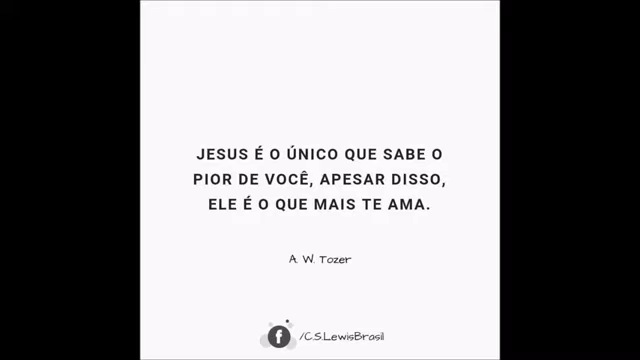 JESUS É O ÚNICO QUE SABE O
PIOR DE VOCÊ, APESAR DISSO,
ELE É O QUE MAIS TE AMA.
A. W. Tozer
f /C.S.LewisBrasil